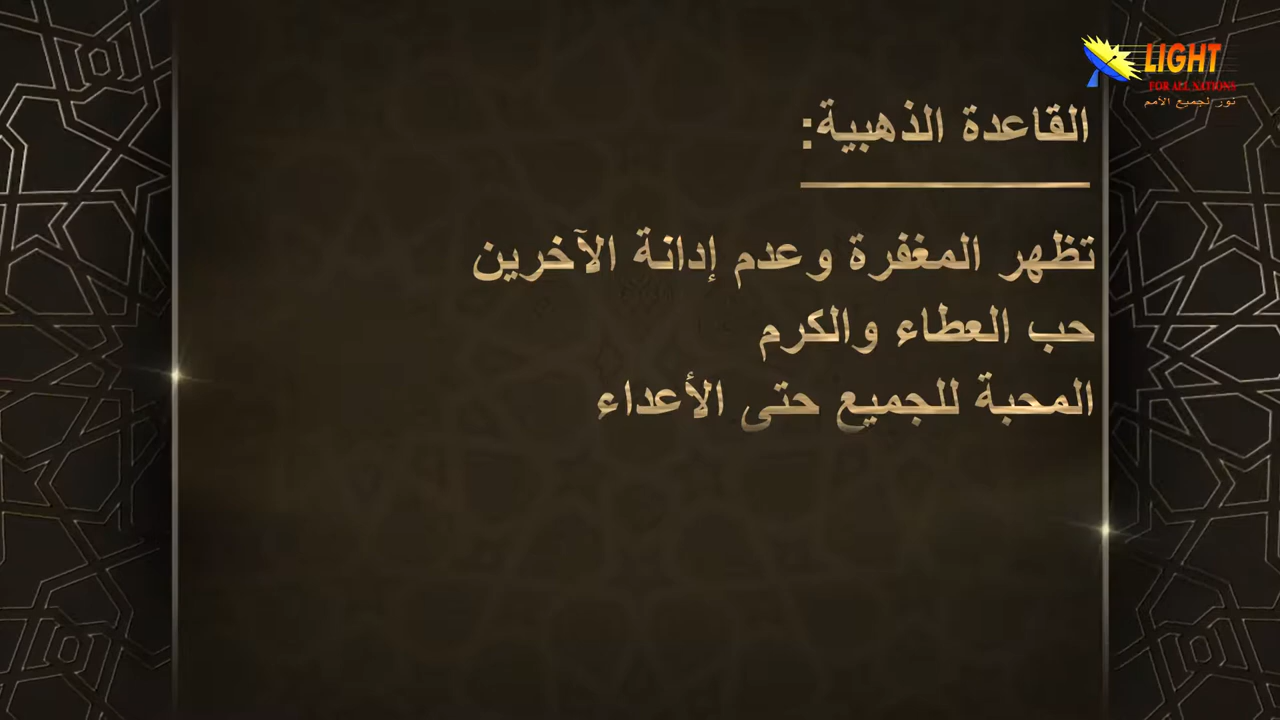 LIGHT
FOR ALL NATIONS
نور لجميع الأمم
القاعدة الذهبية:
تظهر المغفرة وعدم إدانة الآخرين
حب العطاء والكرم
المحبة للجميع حتى الأعداء